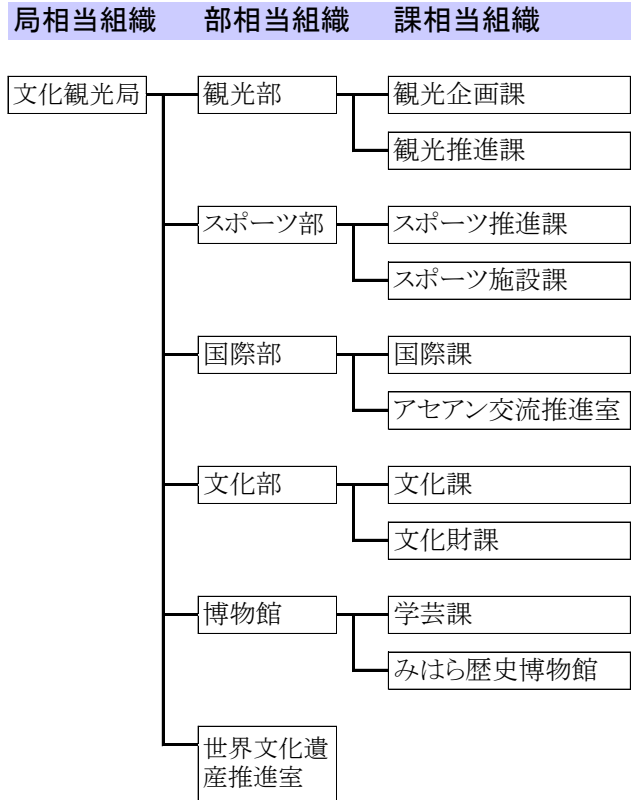 局相当組織 部相当組織 課相当組織
文化観光局 観光部 観光企画課
観光推進課
スポーツ部 スポーツ推進課
スポーツ施設課
国際部 国際課
アセアン交流推進室
文化部 文化課
文化財課
博物館 学芸課
みはら歴史博物館
世界文化遺
産推進室